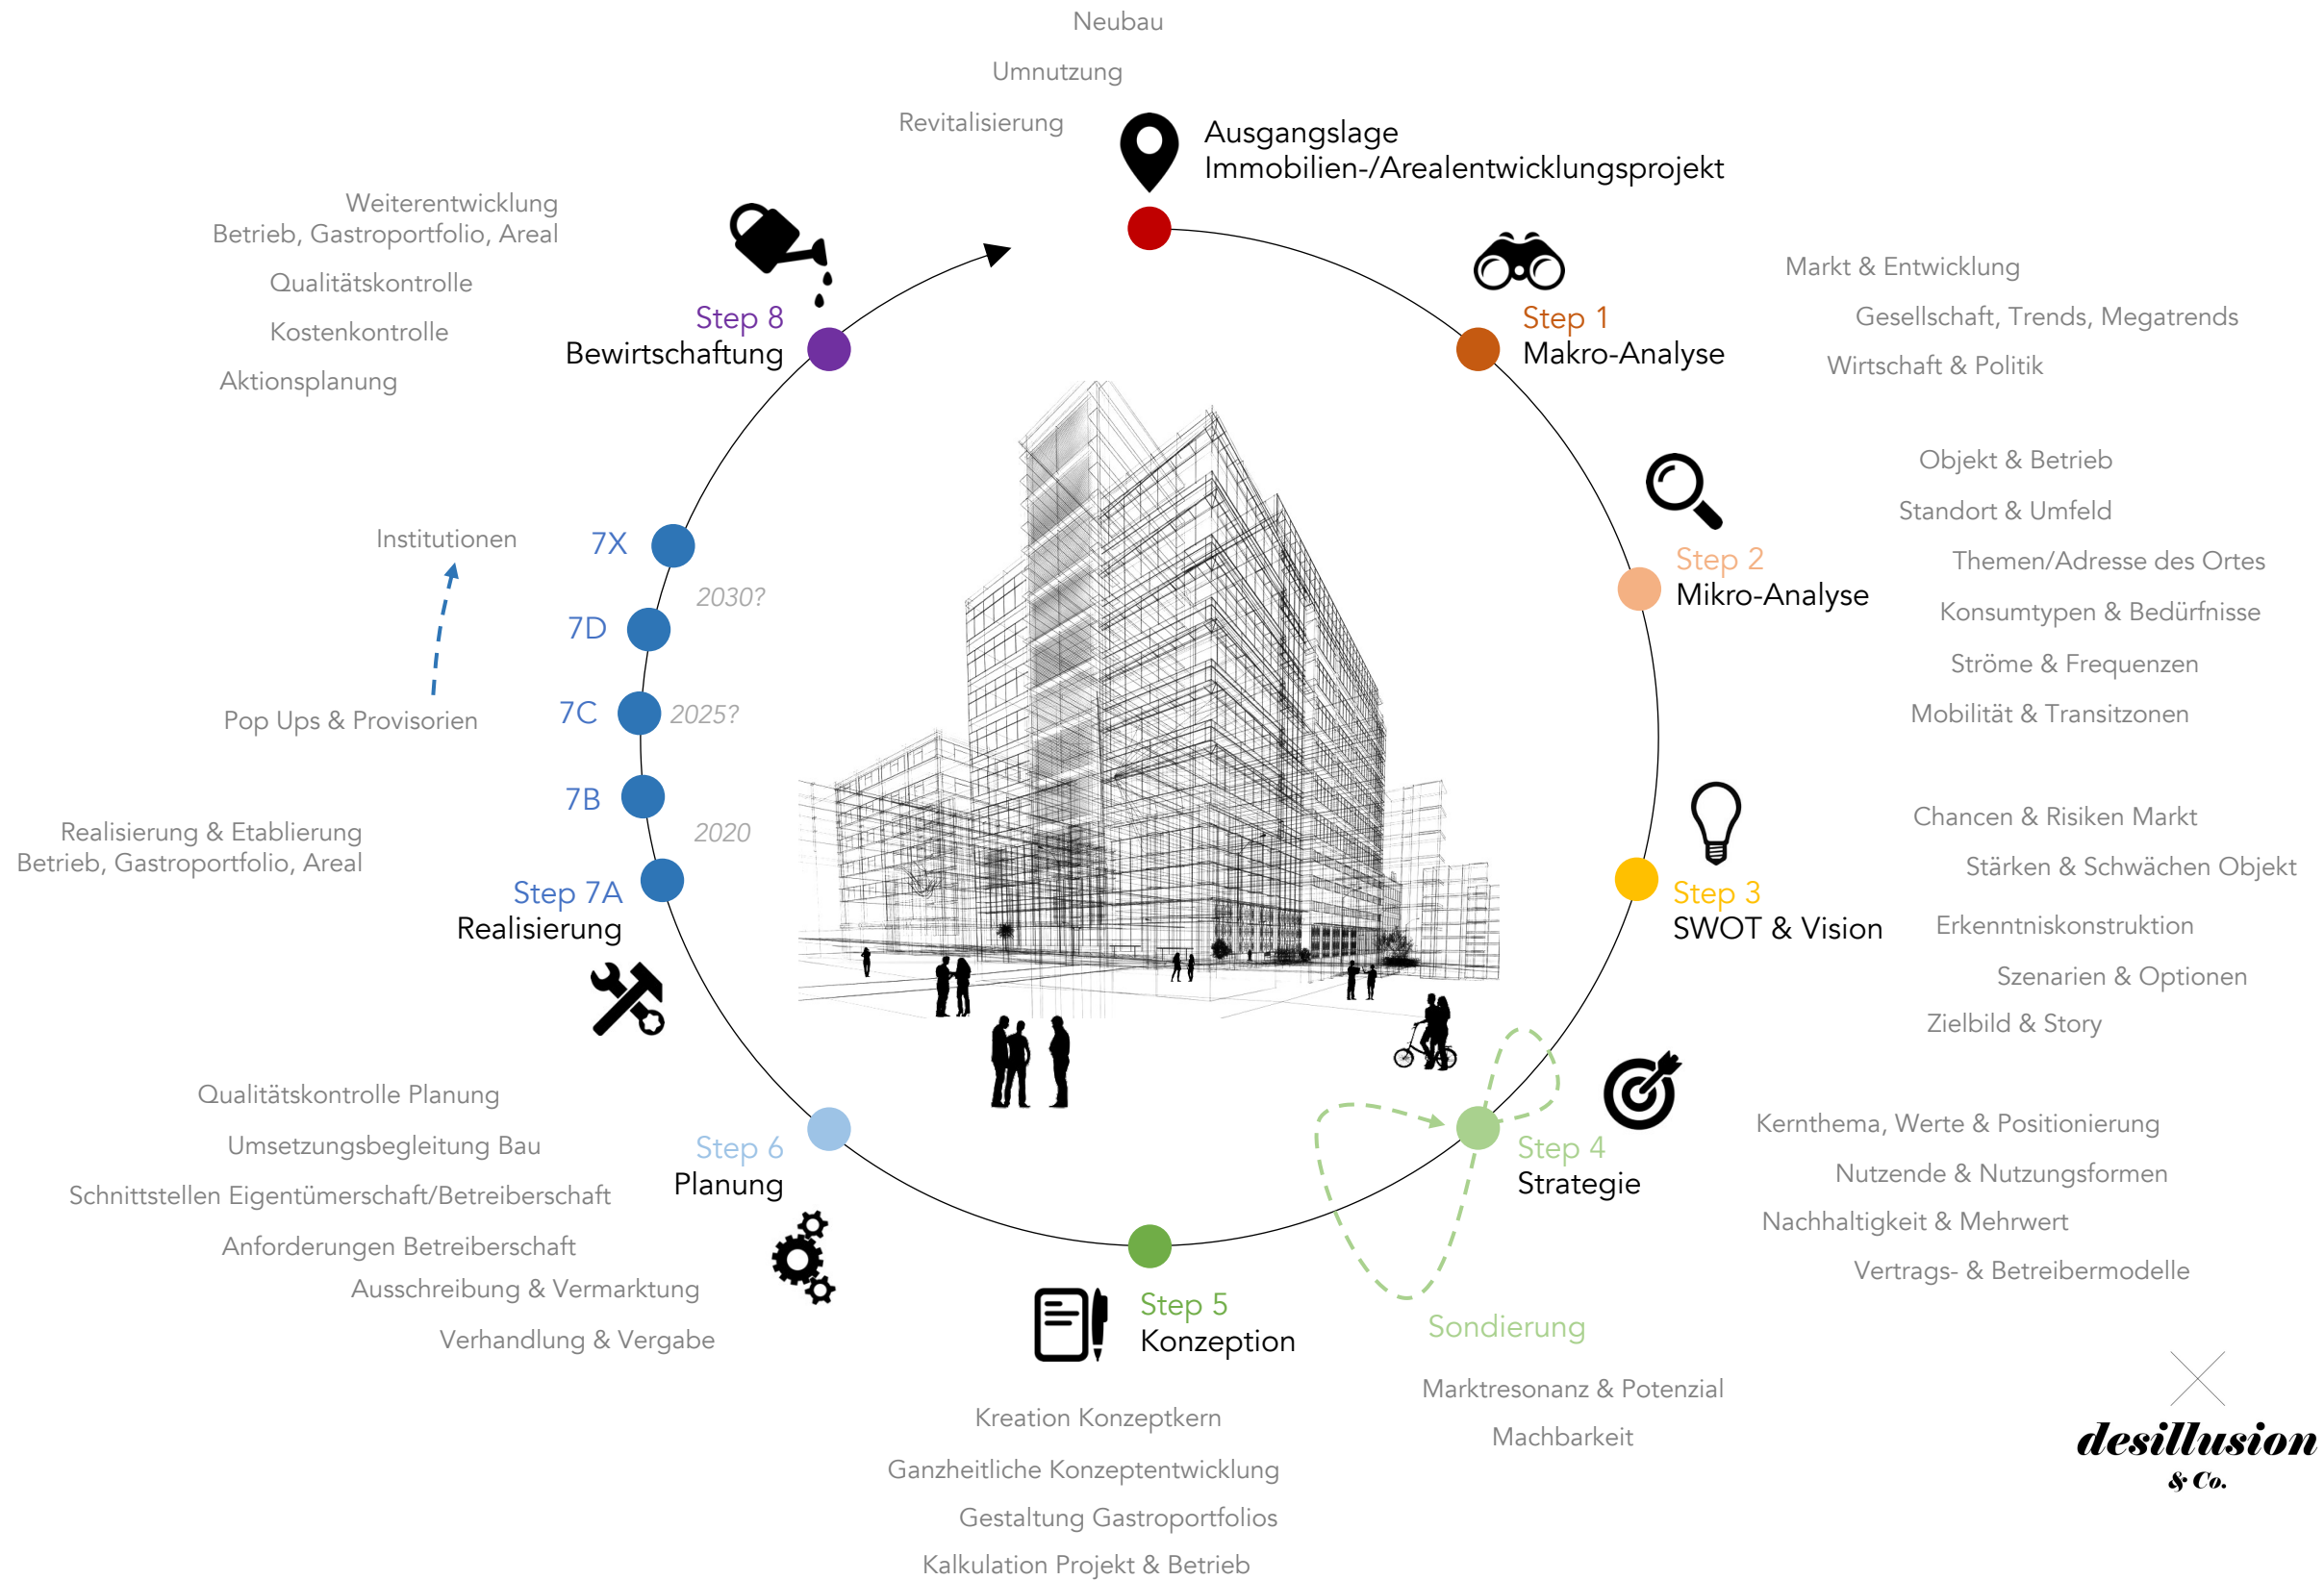 Neubau
Umnutzung
Revitalisierung
Ausgangslage
Immobilien-/Arealentwicklungsprojekt
Step 1
Makro-Analyse
Markt & Entwicklung
Gesellschaft, Trends, Megatrends
Wirtschaft & Politik
Step 2
Mikro-Analyse
Objekt & Betrieb
Standort & Umfeld
Themen/Adresse des Ortes
Konsumtypen & Bedürfnisse
Ströme & Frequenzen
Mobilität & Transitzonen
Step 3
SWOT & Vision
Chancen & Risiken Markt
Stärken & Schwächen Objekt
Erkenntniskonstruktion
Szenarien & Optionen
Zielbild & Story
Step 4
Strategie
Kernthema, Werte & Positionierung
Nutzende & Nutzungsformen
Nachhaltigkeit & Mehrwert
Vertrags- & Betreibermodelle
Sondierung
Marktresonanz & Potenzial
Machbarkeit
Step 5
Konzeption
Kreation Konzeptkern
Ganzheitliche Konzeptentwicklung
Gestaltung Gastroportfolios
Kalkulation Projekt & Betrieb
Step 6
Planung
Qualitätskontrolle Planung
Umsetzungsbegleitung Bau
Schnittstellen Eigentümerschaft/Betreiberschaft
Anforderungen Betreiberschaft
Ausschreibung & Vermarktung
Verhandlung & Vergabe
Step 7A
Realisierung
Realisierung & Etablierung
Betrieb, Gastroportfolio, Areal
2020
7B
7C
2025?
Pop Ups & Provisorien
7D
2030?
7X
Institutionen
Step 8
Bewirtschaftung
Weiterentwicklung
Betrieb, Gastroportfolio, Areal
Qualitätskontrolle
Kostenkontrolle
Aktionsplanung
desillusion
& Co.